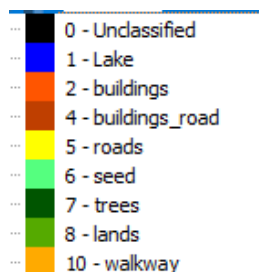 0 - Unclassified
1 - Lake
2 - buildings
4 - buildings_road
5 - roads
6 - seed
7 - trees
8 - lands
10 - walkway